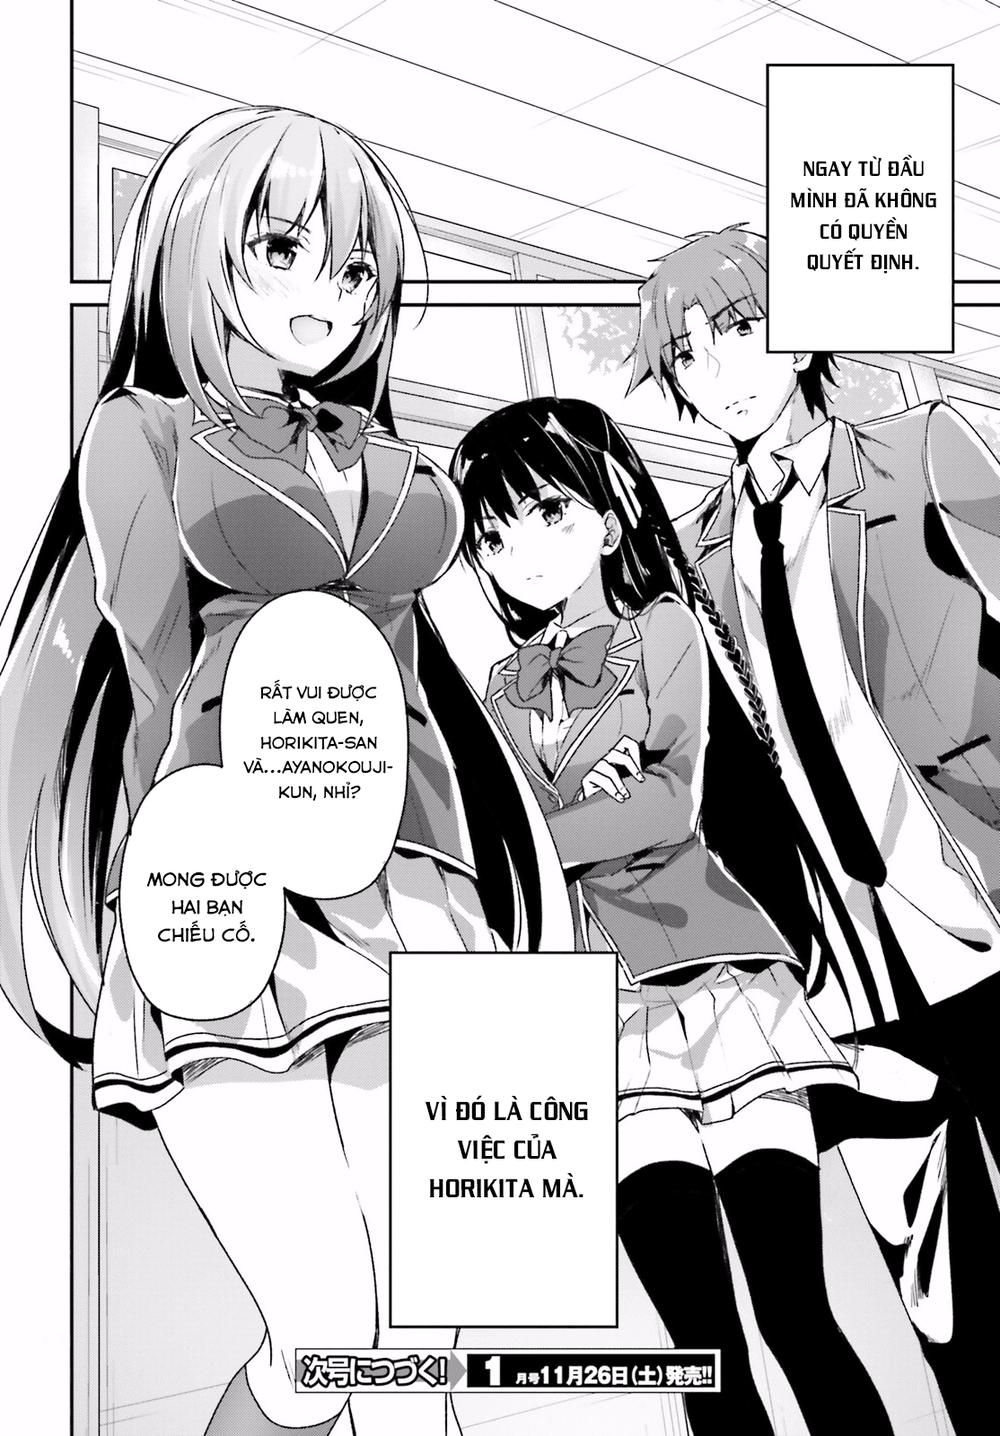 NGAY TỪ ĐẦU
MÌNH ĐÃ KHÔNG
CÓ QUYỀN
QUYẾT ĐỊNH.
RẤT VUI ĐƯỢC
LÀM QUEN,
HORIKITA-SAN
VÀ...AYANOKOUJI-
KUN, NHỈ?
MONG ĐƯỢC
HAI BẠN
CHIẾU CỐ.
VÌ ĐÓ LÀ CÔNG
VIỆC CỦA
HORIKITA MÀ.
次号につづく! 1月号11月26日(土)発売!!